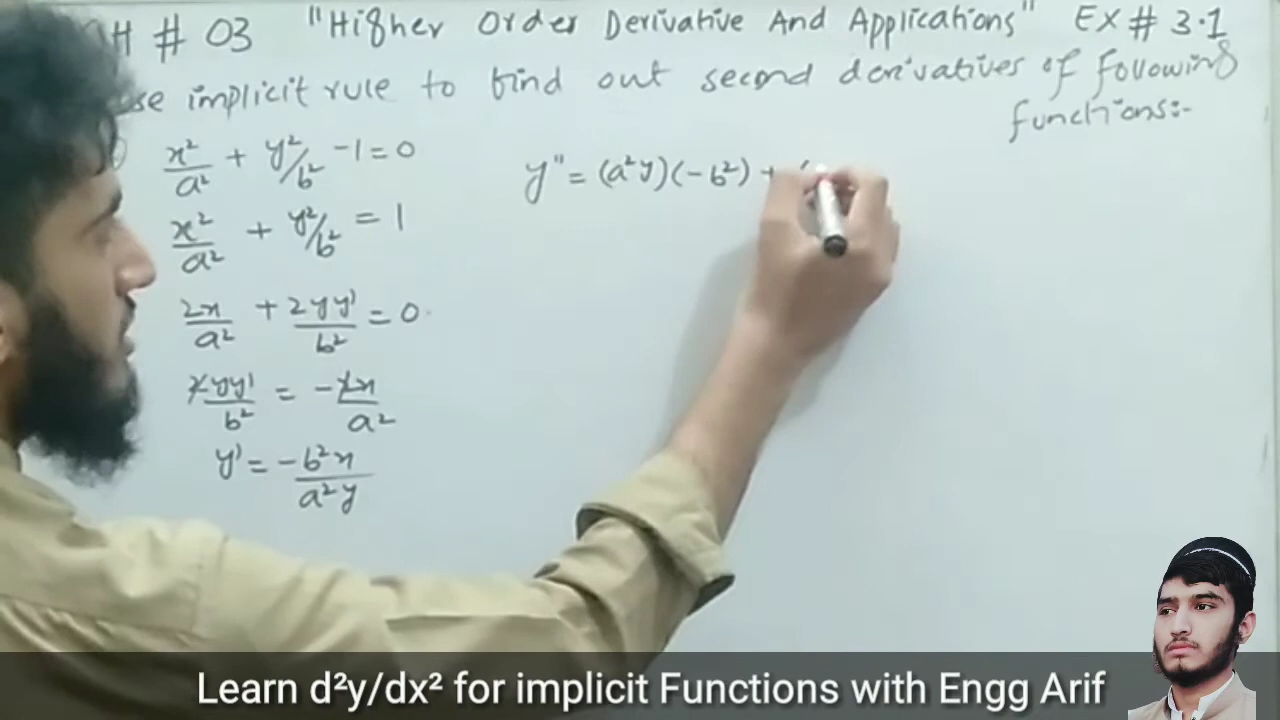 H # 03 "Higher Order Derivative And Applications" EX # 3.1
se implicit rule to find out second derivatives of following
functions:-
x²/a² + y²/b² - 1 = 0
x²/a² + y²/b² = 1
2x/a² + 2yy'/b² = 0
2yy'/b² = -2x/a²
y' = -b²x/a²y
y" = (a²y)(-b²) + (
Learn d²y/dx² for implicit Functions with Engg Arif